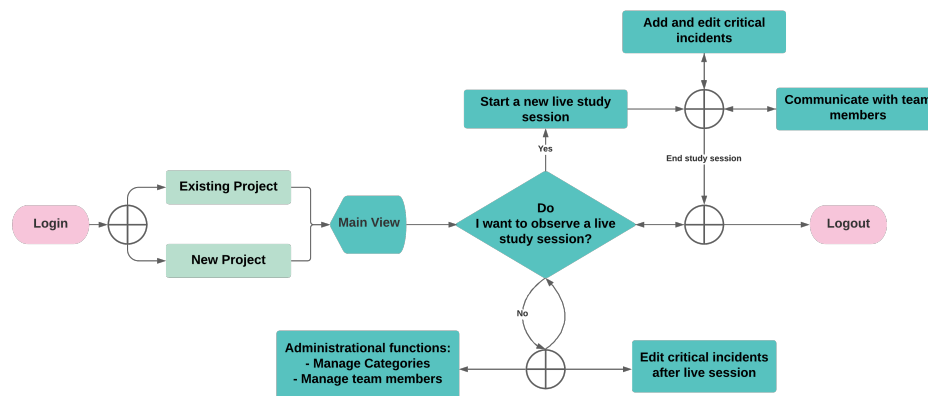 Add and edit critical
incidents
Start a new live study
session
Communicate with team
members
Yes
End study session
Existing Project
Login
Main View
Do
I want to observe a live
study session?
Logout
New Project
No
Administrational functions:
- Manage Categories
- Manage team members
Edit critical incidents
after live session